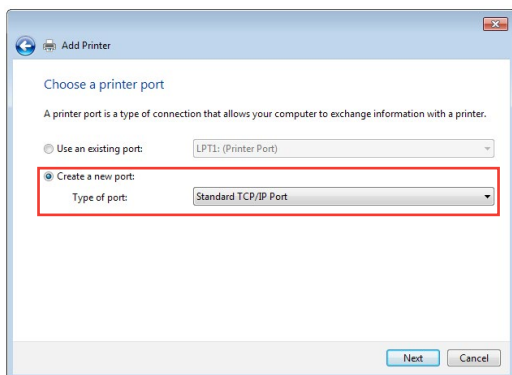 Add Printer
Choose a printer port
A printer port is a type of connection that allows your computer to exchange information with a printer.
Use an existing port:
LPT1: (Printer Port)
Create a new port:
Type of port:
Standard TCP/IP Port
Next
Cancel